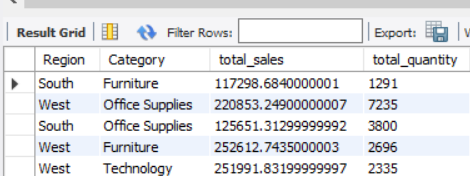 Result Grid Filter Rows: Export:
Region Category total_sales total_quantity
South Furniture 117298.6840000001 1291
West Office Supplies 220853.24900000007 7235
South Office Supplies 125651.31299999992 3800
West Furniture 252612.7435000003 2696
West Technology 251991.83199999997 2335